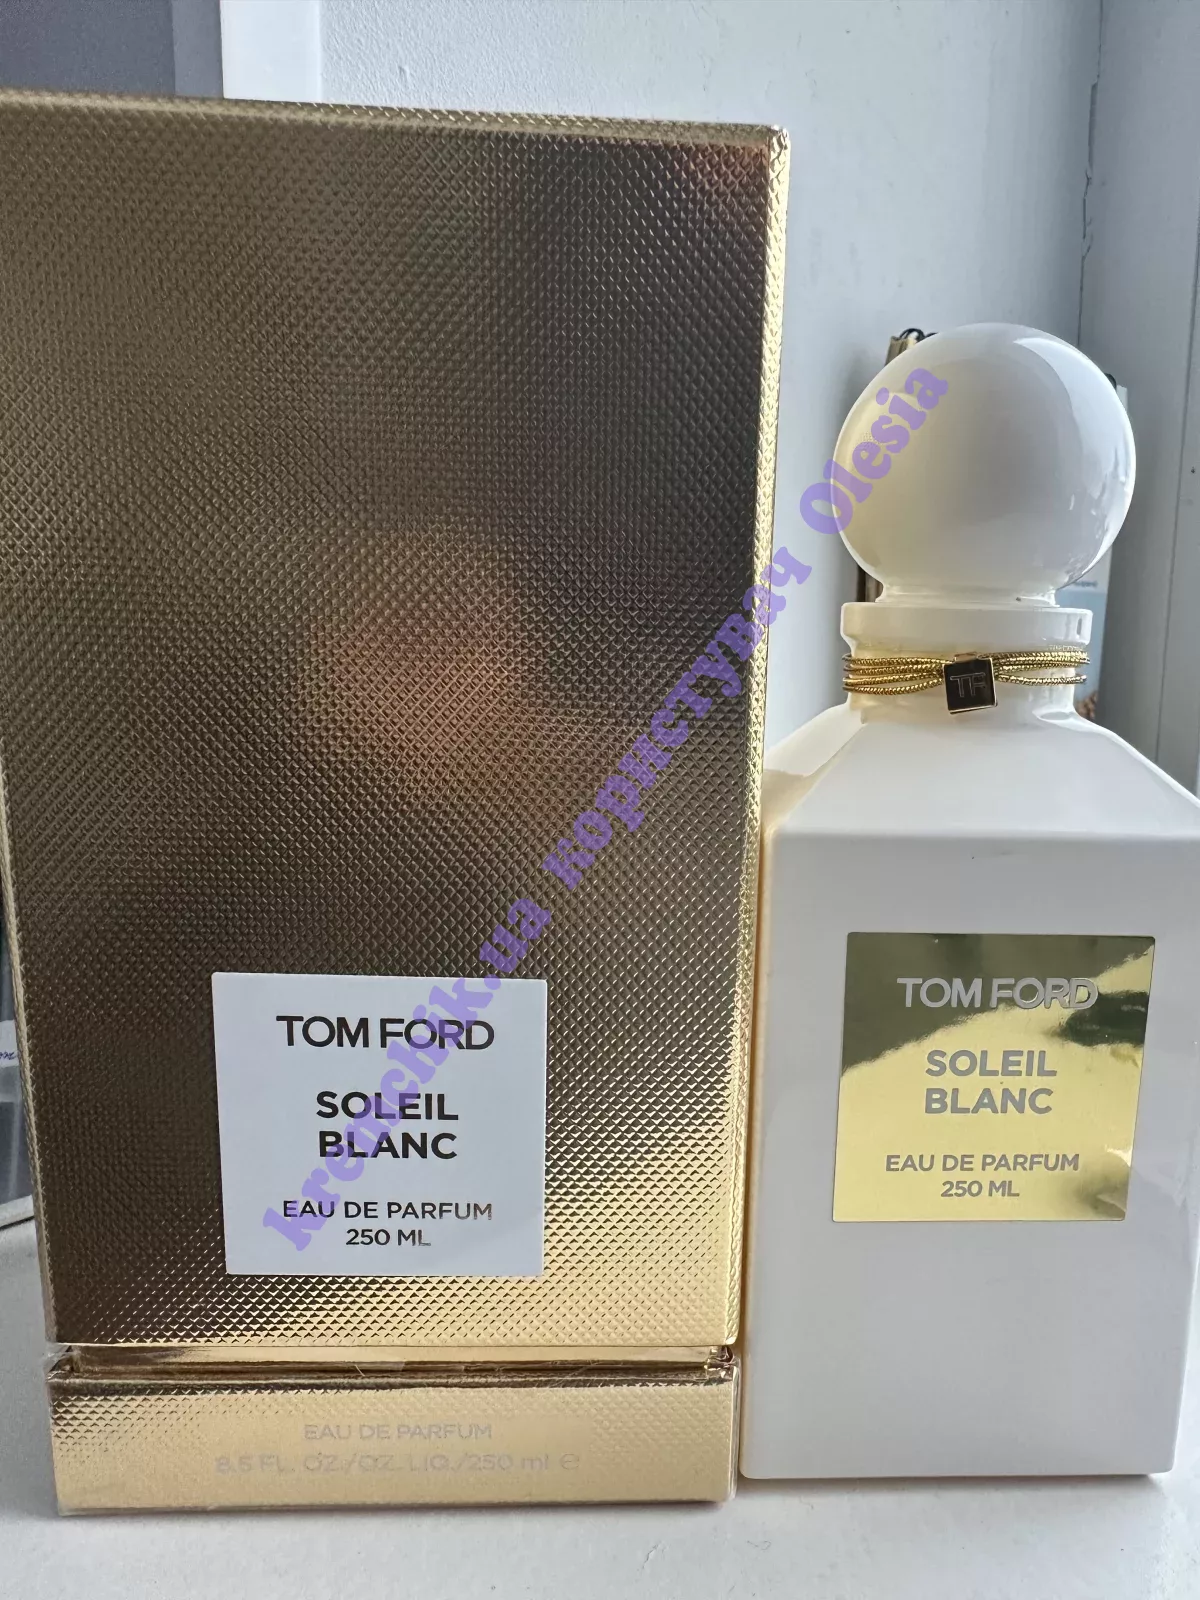 TOM FORD
SOLEIL
BLANC
EAU DE PARFUM
250 ML
EAU DE PARFUM
8.5 FL. OZ./OZ. LIQ./250 ml ℮
TF
TOM FORD
SOLEIL
BLANC
EAU DE PARFUM
250 ML
kremchik.ua користувач Olesia